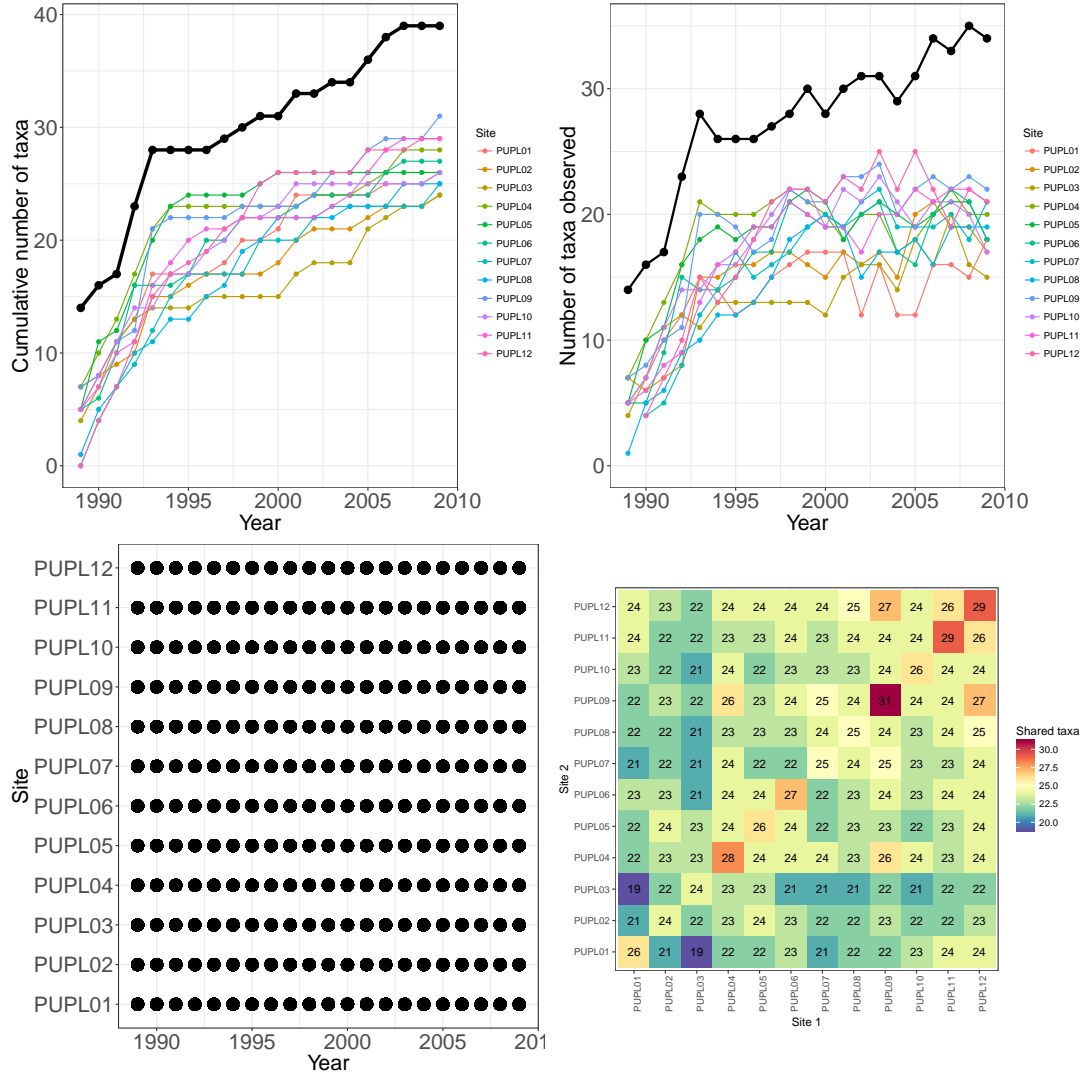 Cumulative number of taxa
40
30
20
10
0
1990 1995 2000 2005 2010
Year
Site
PUPL01
PUPL02
PUPL03
PUPL04
PUPL05
PUPL06
PUPL07
PUPL08
PUPL09
PUPL10
PUPL11
PUPL12
Number of taxa observed
30
20
10
0
1990 1995 2000 2005 2010
Year
Site
PUPL01
PUPL02
PUPL03
PUPL04
PUPL05
PUPL06
PUPL07
PUPL08
PUPL09
PUPL10
PUPL11
PUPL12
Site
PUPL12
PUPL11
PUPL10
PUPL09
PUPL08
PUPL07
PUPL06
PUPL05
PUPL04
PUPL03
PUPL02
PUPL01
1990 1995 2000 2005 201
Year
Site 2
PUPL12 24 23 22 24 24 24 24 25 27 24 26 29
PUPL11 24 22 22 23 23 24 23 24 24 24 29 26
PUPL10 23 22 21 24 22 23 23 23 24 26 24 24
PUPL09 22 23 22 26 23 24 25 24 31 24 24 27
PUPL08 22 22 21 23 23 23 24 25 24 23 24 25
PUPL07 21 22 21 24 22 22 25 24 25 23 23 24
PUPL06 23 23 21 24 24 27 22 23 24 23 24 24
PUPL05 22 24 23 24 26 24 22 23 23 22 23 24
PUPL04 22 23 23 28 24 24 24 23 26 24 23 24
PUPL03 19 22 24 23 23 21 21 21 22 21 22 22
PUPL02 21 24 22 23 24 23 22 22 23 22 22 23
PUPL01 26 21 19 22 22 23 21 22 22 23 24 24
PUPL01 PUPL02 PUPL03 PUPL04 PUPL05 PUPL06 PUPL07 PUPL08 PUPL09 PUPL10 PUPL11 PUPL12
Site 1
Shared taxa
30.0
27.5
25.0
22.5
20.0